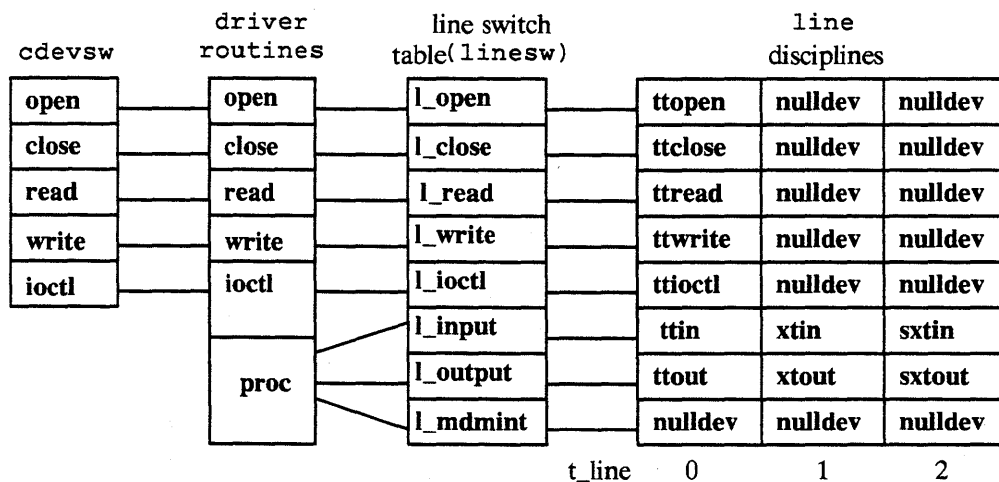 cdevsw
driver
routines
line switch
table(linesw)
line
disciplines
open open l_open ttopen nulldev nulldev
close close l_close ttclose nulldev nulldev
read read l_read ttread nulldev nulldev
write write l_write ttwrite nulldev nulldev
ioctl ioctl l_ioctl ttioctl nulldev nulldev
l_input ttin xtin sxtin
proc l_output ttout xtout sxtout
l_mdmint nulldev nulldev nulldev
t_line 0 1 2